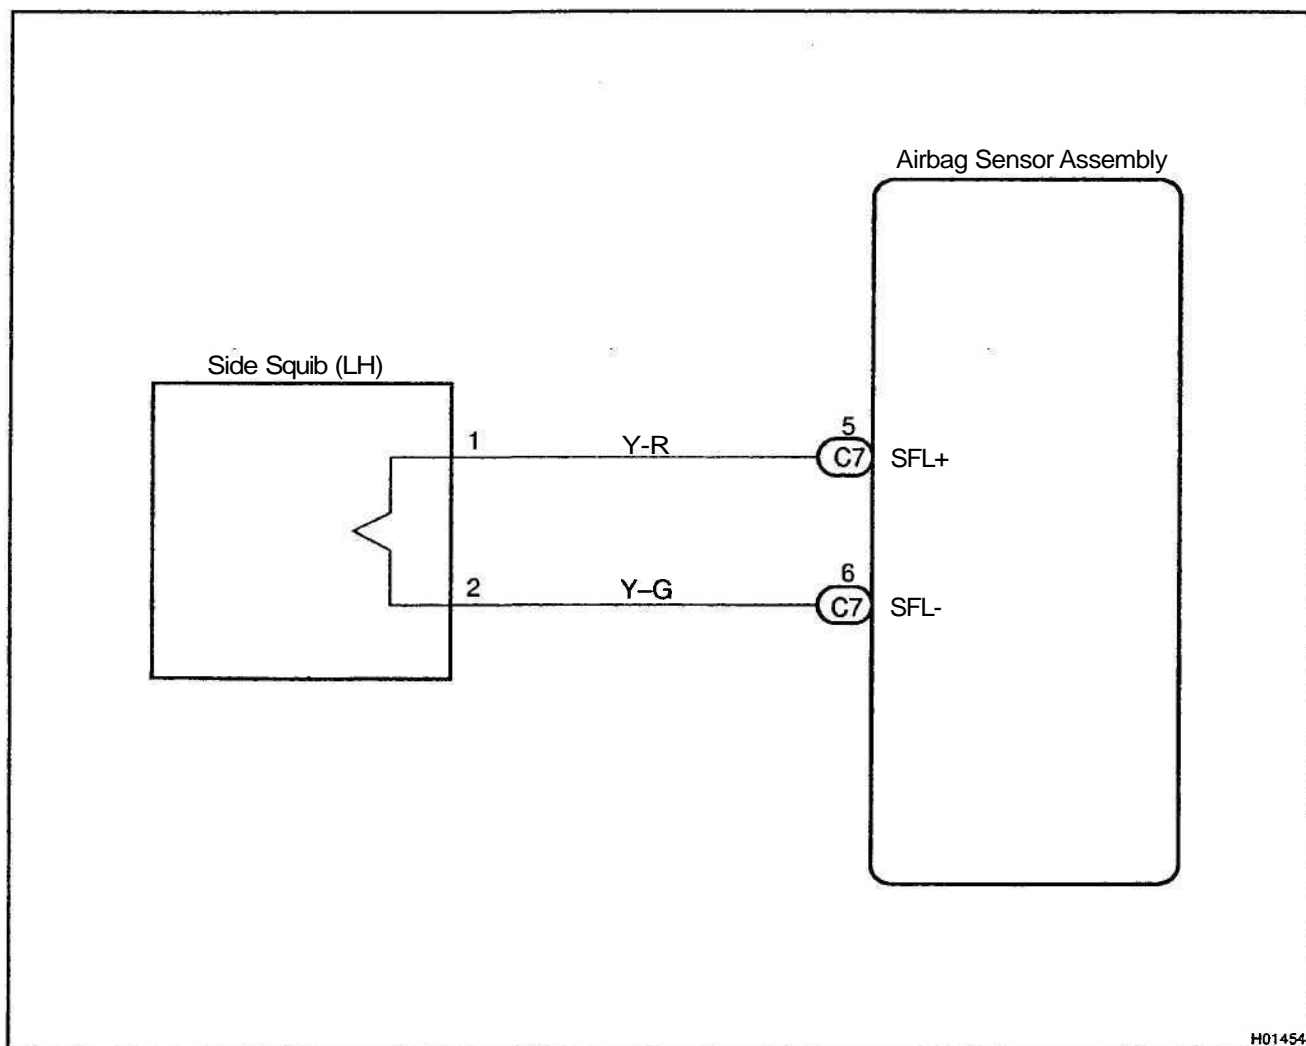 Airbag Sensor Assembly
Side Squib (LH)
1
Y-R
5
C7
SFL+
2
Y–G
6
C7
SFL-
H01454